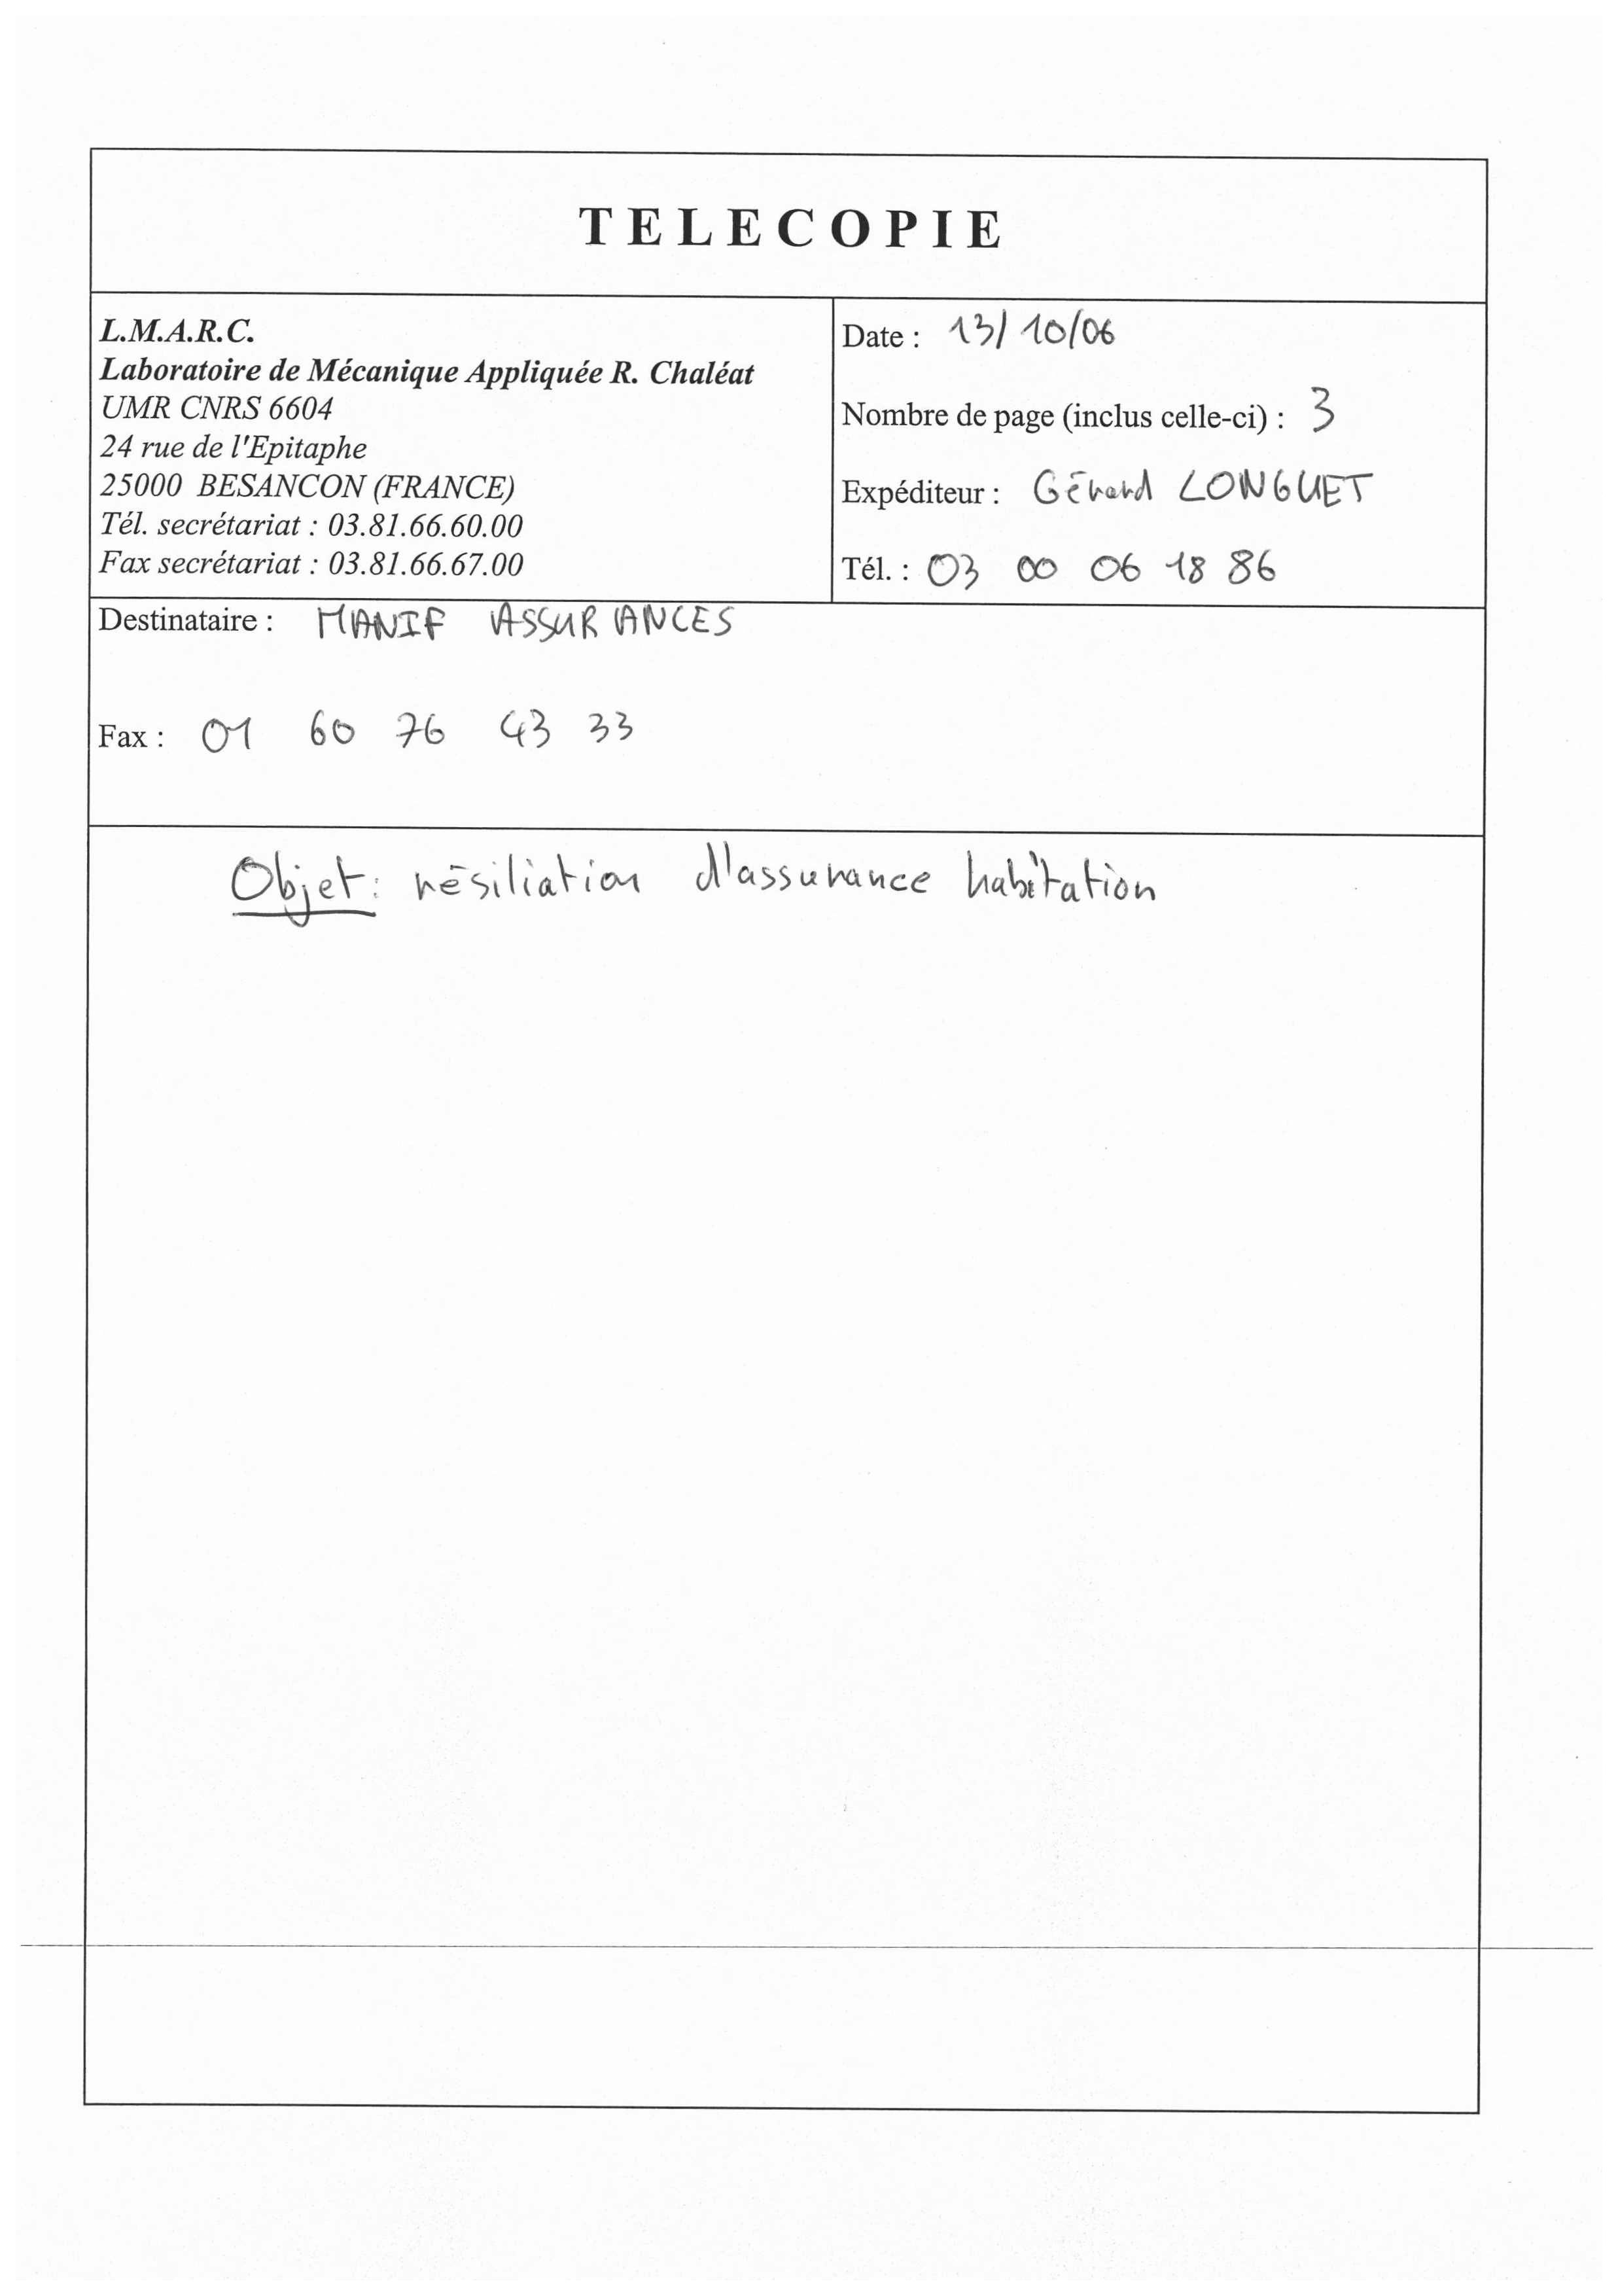 TELECOPIE
L.M.A.R.C.
Laboratoire de Mécanique Appliquée R. Chaléat
UMR CNRS 6604
24 rue de l'Epitaphe
25000 BESANCON (FRANCE)
Tél. secrétariat : 03.81.66.60.00
Fax secrétariat : 03.81.66.67.00
Date : 13/10/06
Nombre de page (inclus celle-ci) : 3
Expéditeur : Gérard LONGUET
Tél. : 03 00 06 18 86
Destinataire : MANIF ASSURANCES
Fax : 01 60 76 43 33
Objet : résiliation d'assurance habitation